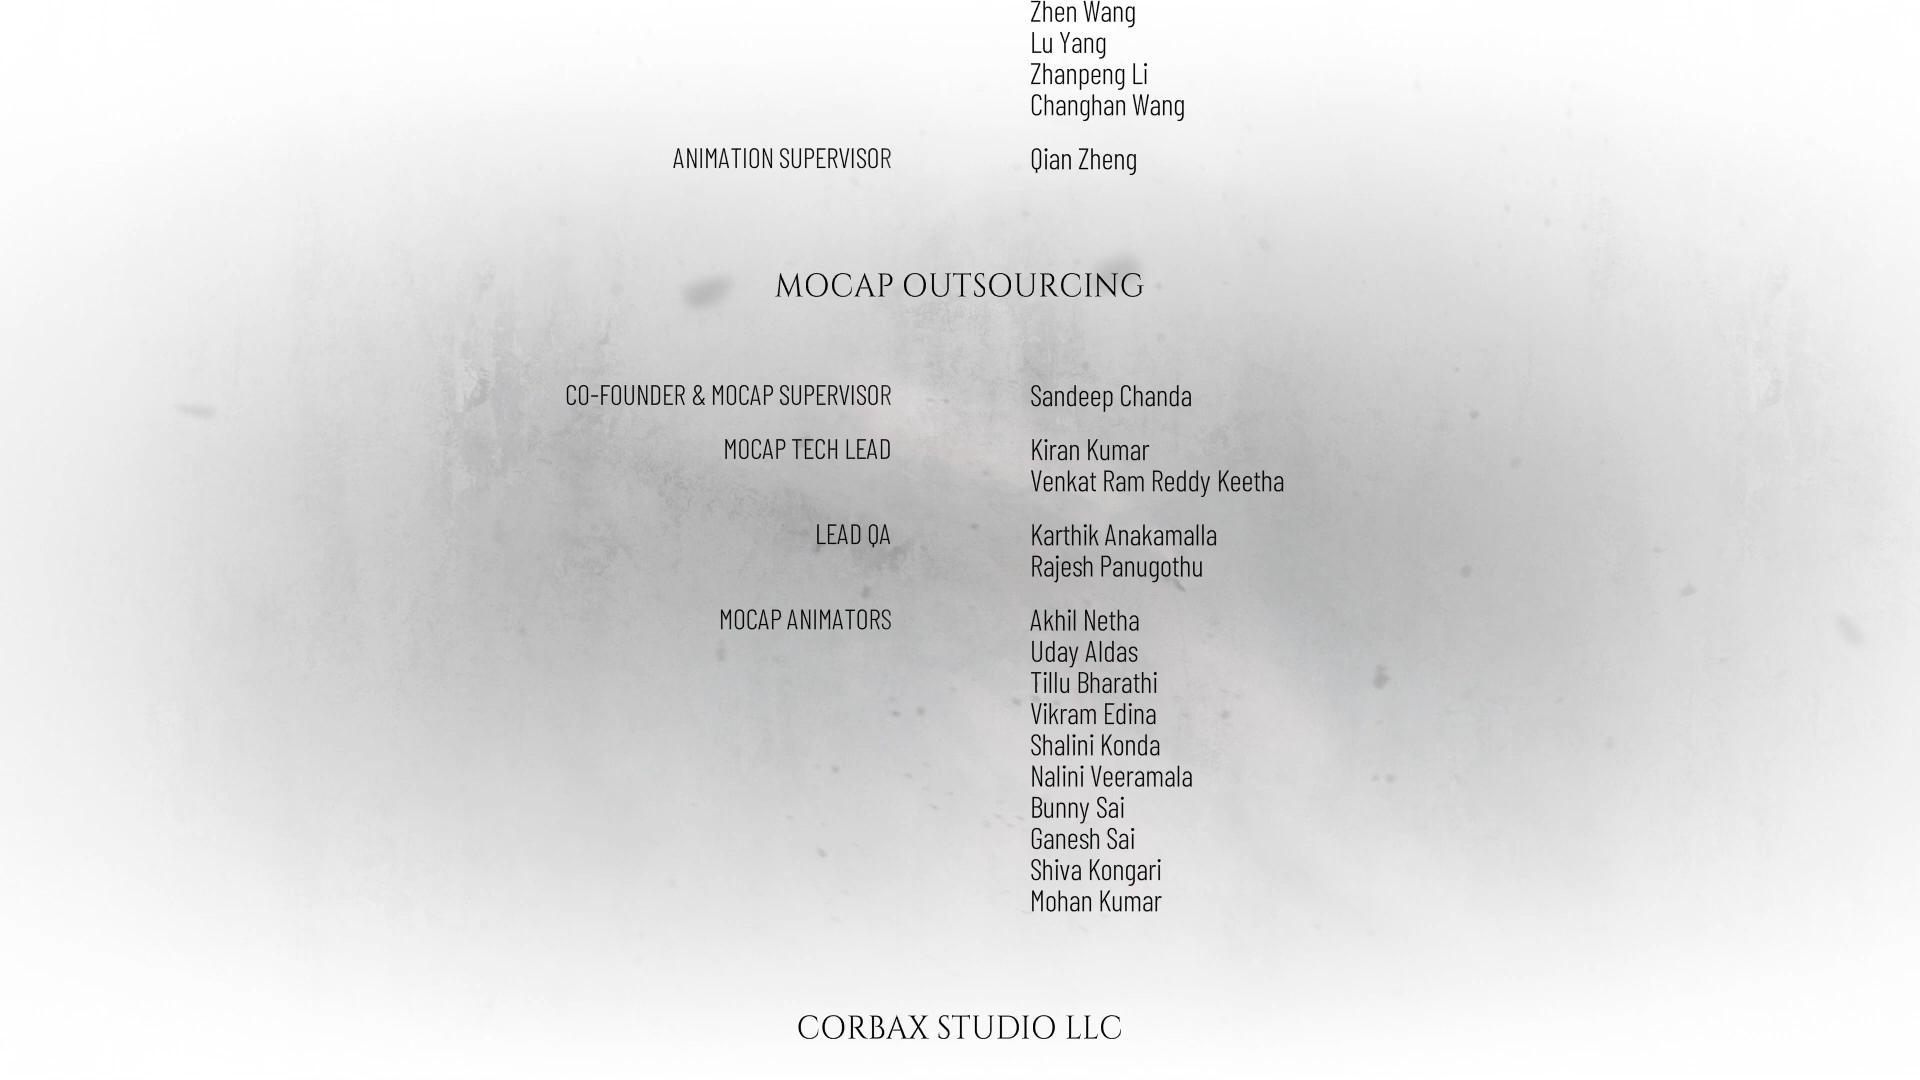 Zhen Wang
Lu Yang
Zhanpeng Li
Changhan Wang
ANIMATION SUPERVISOR Qian Zheng
MOCAP OUTSOURCING
CO-FOUNDER & MOCAP SUPERVISOR Sandeep Chanda
MOCAP TECH LEAD Kiran Kumar
Venkat Ram Reddy Keetha
LEAD QA Karthik Anakamalla
Rajesh Panugothu
MOCAP ANIMATORS Akhil Netha
Uday Aldas
Tillu Bharathi
Vikram Edina
Shalini Konda
Nalini Veeramala
Bunny Sai
Ganesh Sai
Shiva Kongari
Mohan Kumar
CORBAX STUDIO LLC